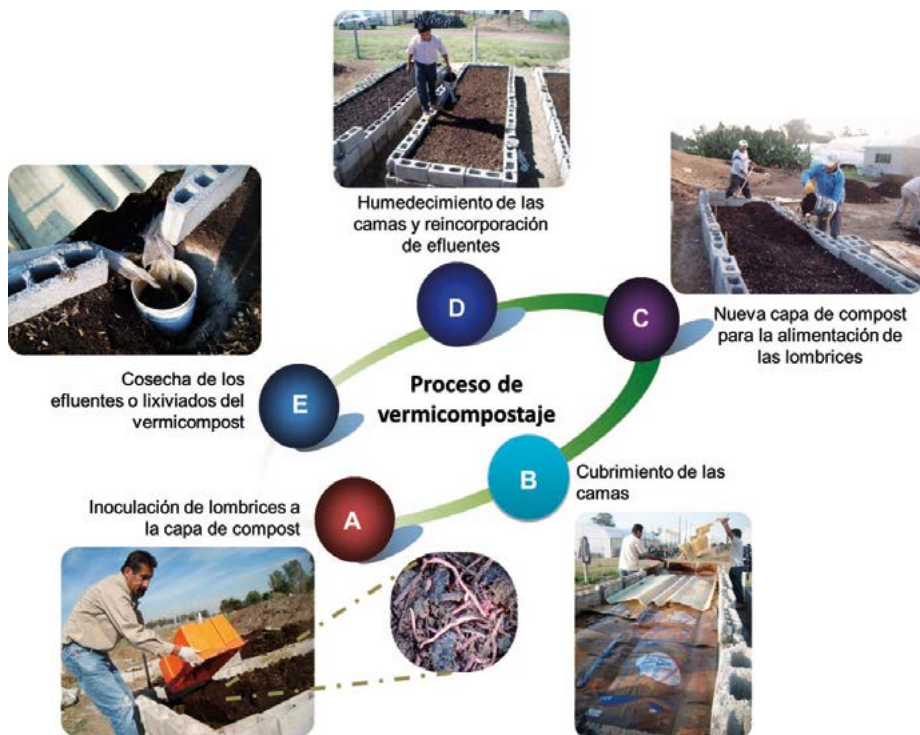 Humedecimiento de las
camas y reincorporación
de efluentes
D
C
Nueva capa de compost
para la alimentación de
las lombrices
Cosecha de los
efluentes o lixiviados del
vermicompost
E
Proceso de
vermicompostaje
B
Cubrimiento de las
camas
Inoculación de lombrices a
la capa de compost
A